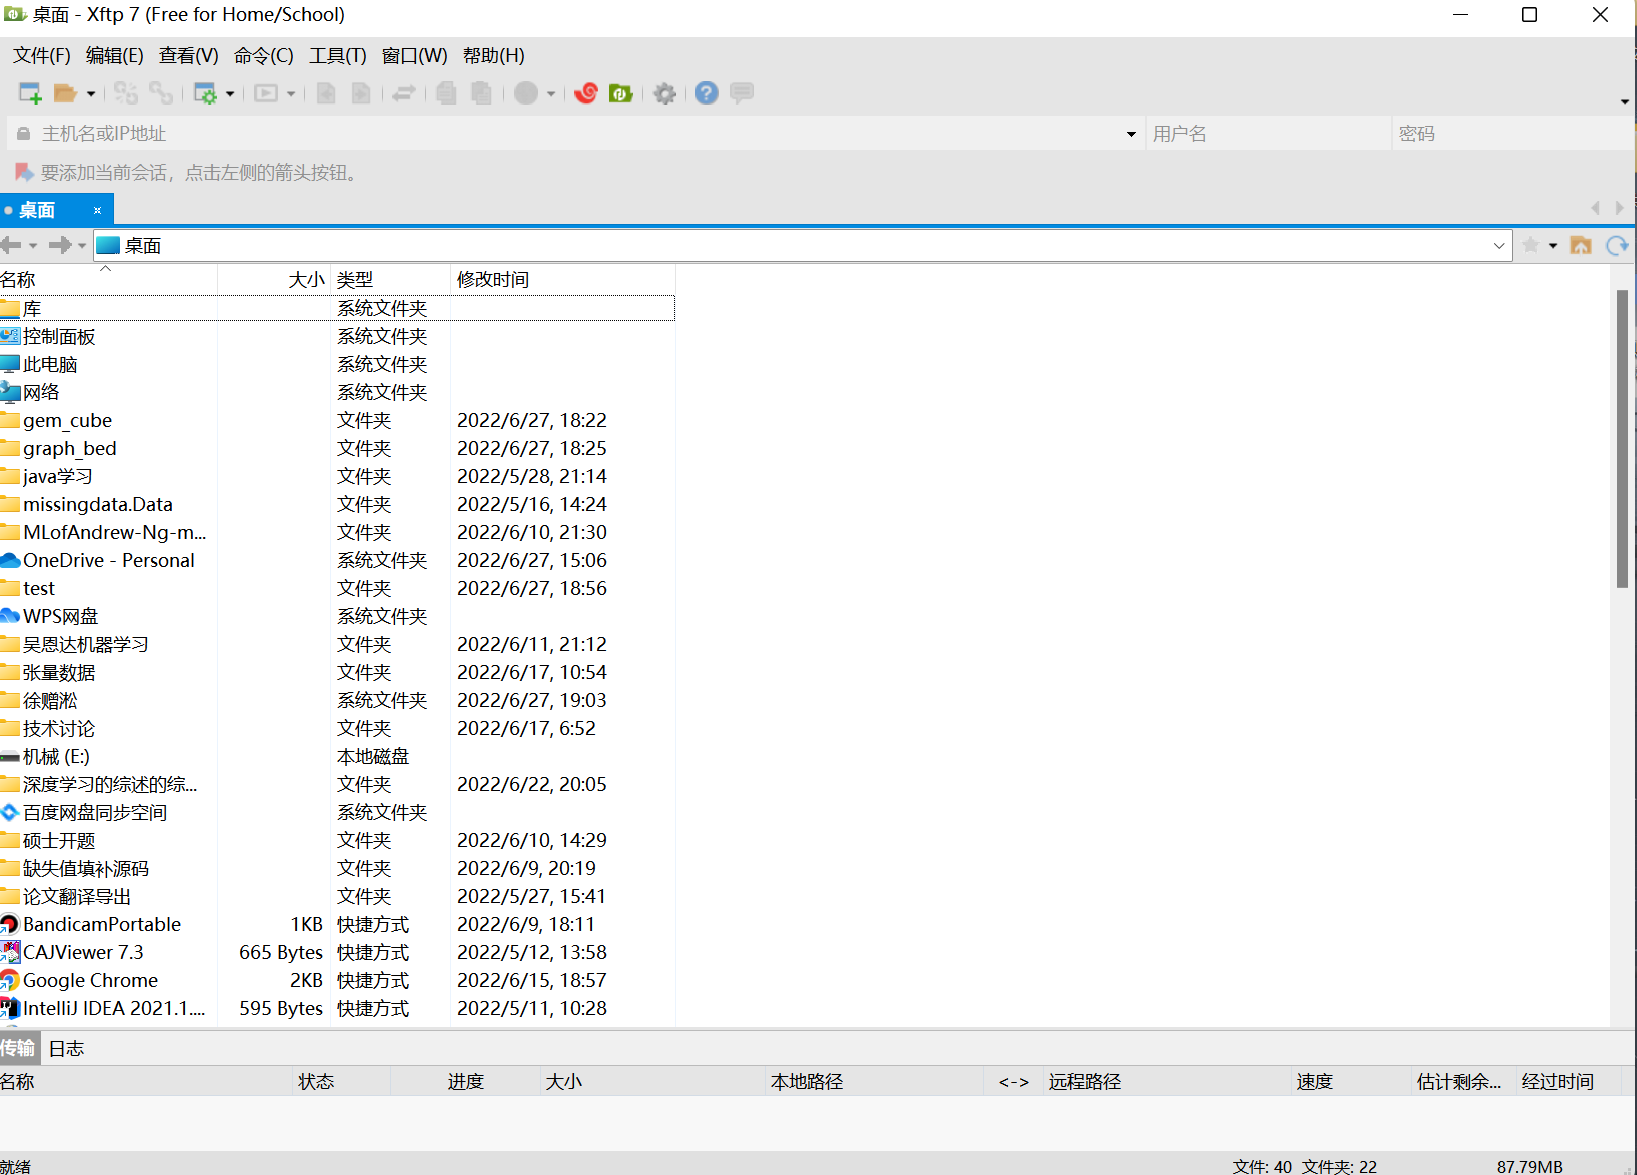 桌面 - Xftp 7 (Free for Home/School)
文件(F) 编辑(E) 查看(V) 命令(C) 工具(T) 窗口(W) 帮助(H)
主机名或IP地址 用户名 密码
要添加当前会话，点击左侧的箭头按钮。
桌面
桌面
名称 大小 类型 修改时间
库 系统文件夹
控制面板 系统文件夹
此电脑 系统文件夹
网络 系统文件夹
gem_cube 文件夹 2022/6/27, 18:22
graph_bed 文件夹 2022/6/27, 18:25
java学习 文件夹 2022/5/28, 21:14
missingdata.Data 文件夹 2022/5/16, 14:24
MLofAndrew-Ng-m... 文件夹 2022/6/10, 21:30
OneDrive - Personal 系统文件夹 2022/6/27, 15:06
test 文件夹 2022/6/27, 18:56
WPS网盘 系统文件夹
吴恩达机器学习 文件夹 2022/6/11, 21:12
张量数据 文件夹 2022/6/17, 10:54
徐赠淞 系统文件夹 2022/6/27, 19:03
技术讨论 文件夹 2022/6/17, 6:52
机械 (E:) 本地磁盘
深度学习的综述的综... 文件夹 2022/6/22, 20:05
百度网盘同步空间 系统文件夹
硕士开题 文件夹 2022/6/10, 14:29
缺失值填补源码 文件夹 2022/6/9, 20:19
论文翻译导出 文件夹 2022/5/27, 15:41
BandicamPortable 1KB 快捷方式 2022/6/9, 18:11
CAJViewer 7.3 665 Bytes 快捷方式 2022/5/12, 13:58
Google Chrome 2KB 快捷方式 2022/6/15, 18:57
IntelliJ IDEA 2021.1.... 595 Bytes 快捷方式 2022/5/11, 10:28
传输 日志
名称 状态 进度 大小 本地路径 <-> 远程路径 速度 估计剩余... 经过时间
就绪 文件: 40 文件夹: 22 87.79MB